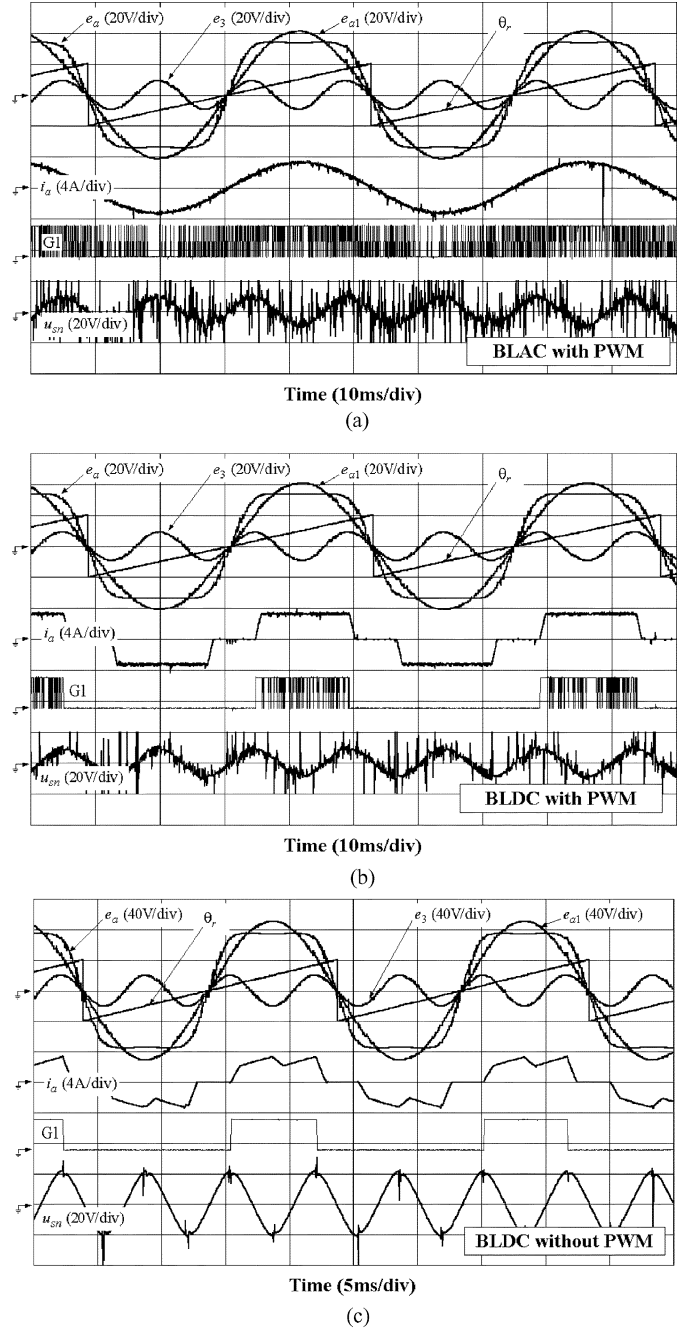 e_a (20V/div) e_3 (20V/div) e_a1 (20V/div) θ_r
i_a (4A/div)
G1
u_sn (20V/div)
BLAC with PWM
Time (10ms/div)
(a)
e_a (20V/div) e_3 (20V/div) e_a1 (20V/div) θ_r
i_a (4A/div)
G1
u_sn (20V/div)
BLDC with PWM
Time (10ms/div)
(b)
e_a (40V/div) θ_r e_3 (40V/div) e_a1 (40V/div)
i_a (4A/div)
G1
u_sn (20V/div)
BLDC without PWM
Time (5ms/div)
(c)